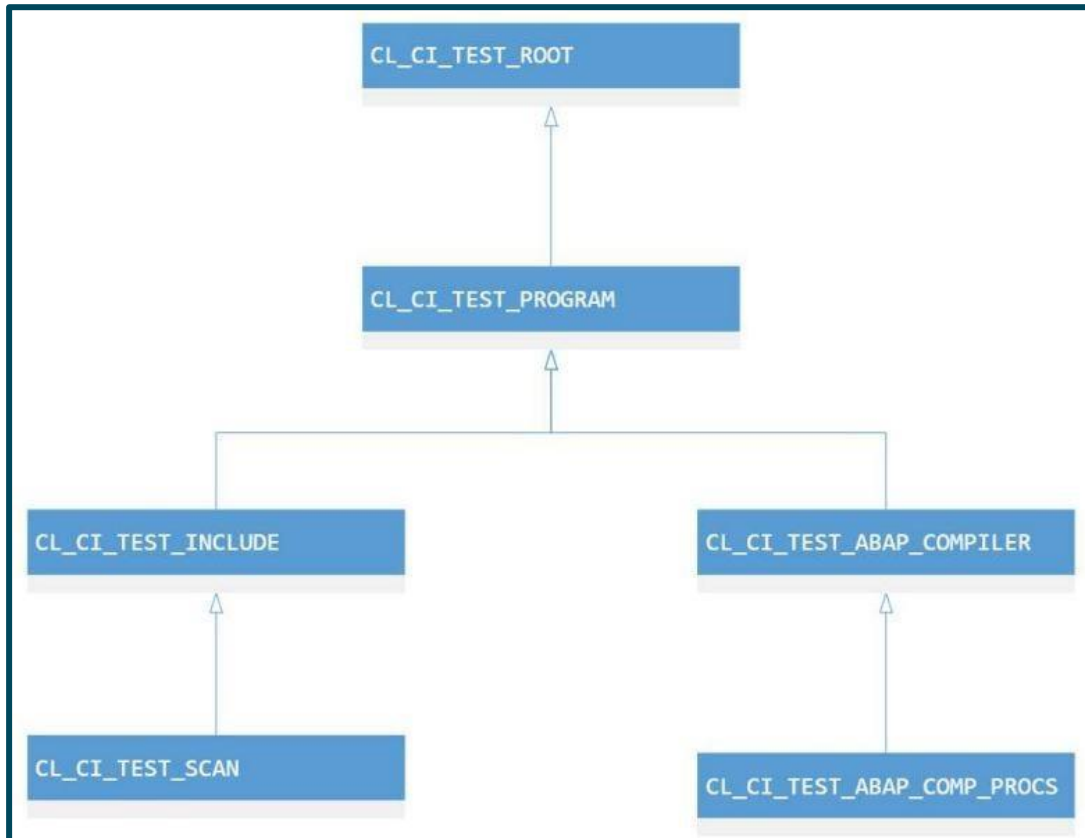 CL_CI_TEST_ROOT
CL_CI_TEST_PROGRAM
CL_CI_TEST_INCLUDE
CL_CI_TEST_ABAP_COMPILER
CL_CI_TEST_SCAN
CL_CI_TEST_ABAP_COMP_PROCS